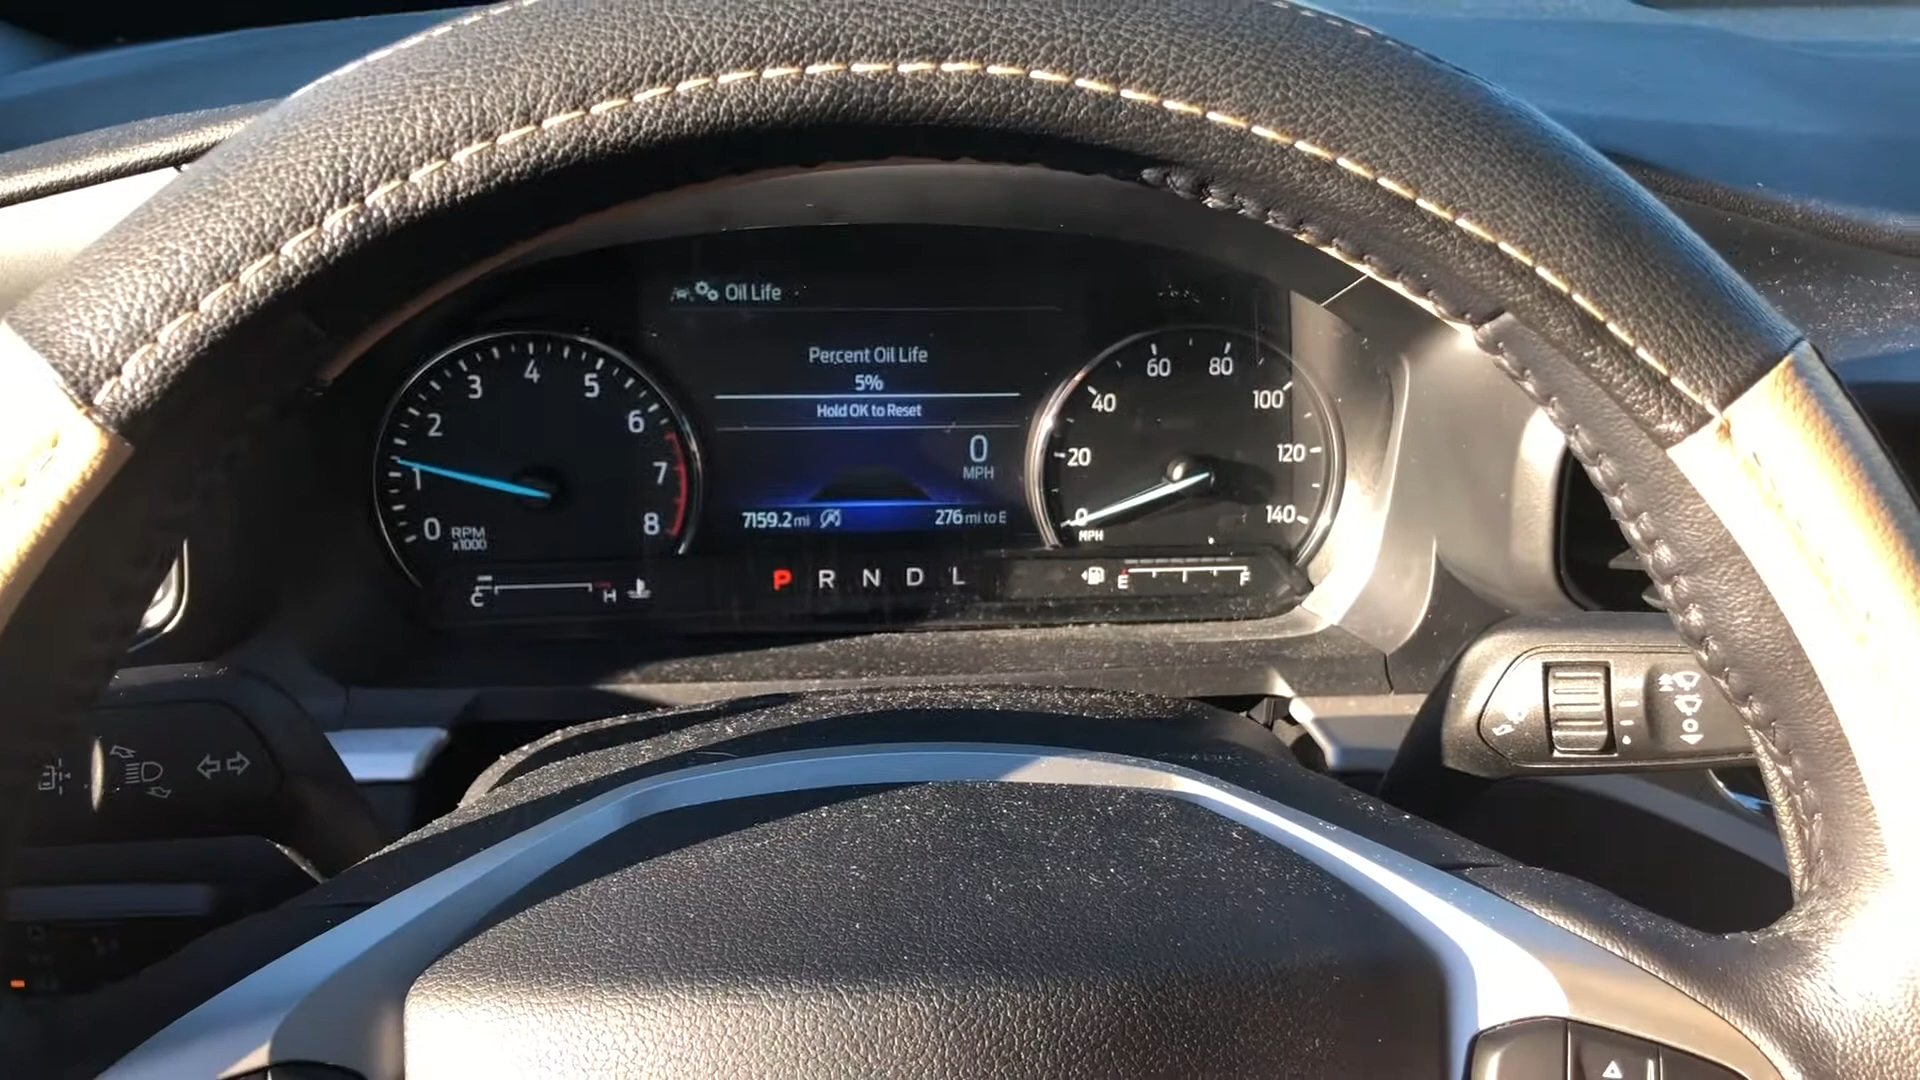 Oil Life
Percent Oil Life
5%
Hold OK to Reset
0
MPH
7159.2 mi
276 mi to E
0
1
2
3
4
5
6
7
8
RPM
x1000
0
20
40
60
80
100
120
140
MPH
C
H
P R N D L
E
F